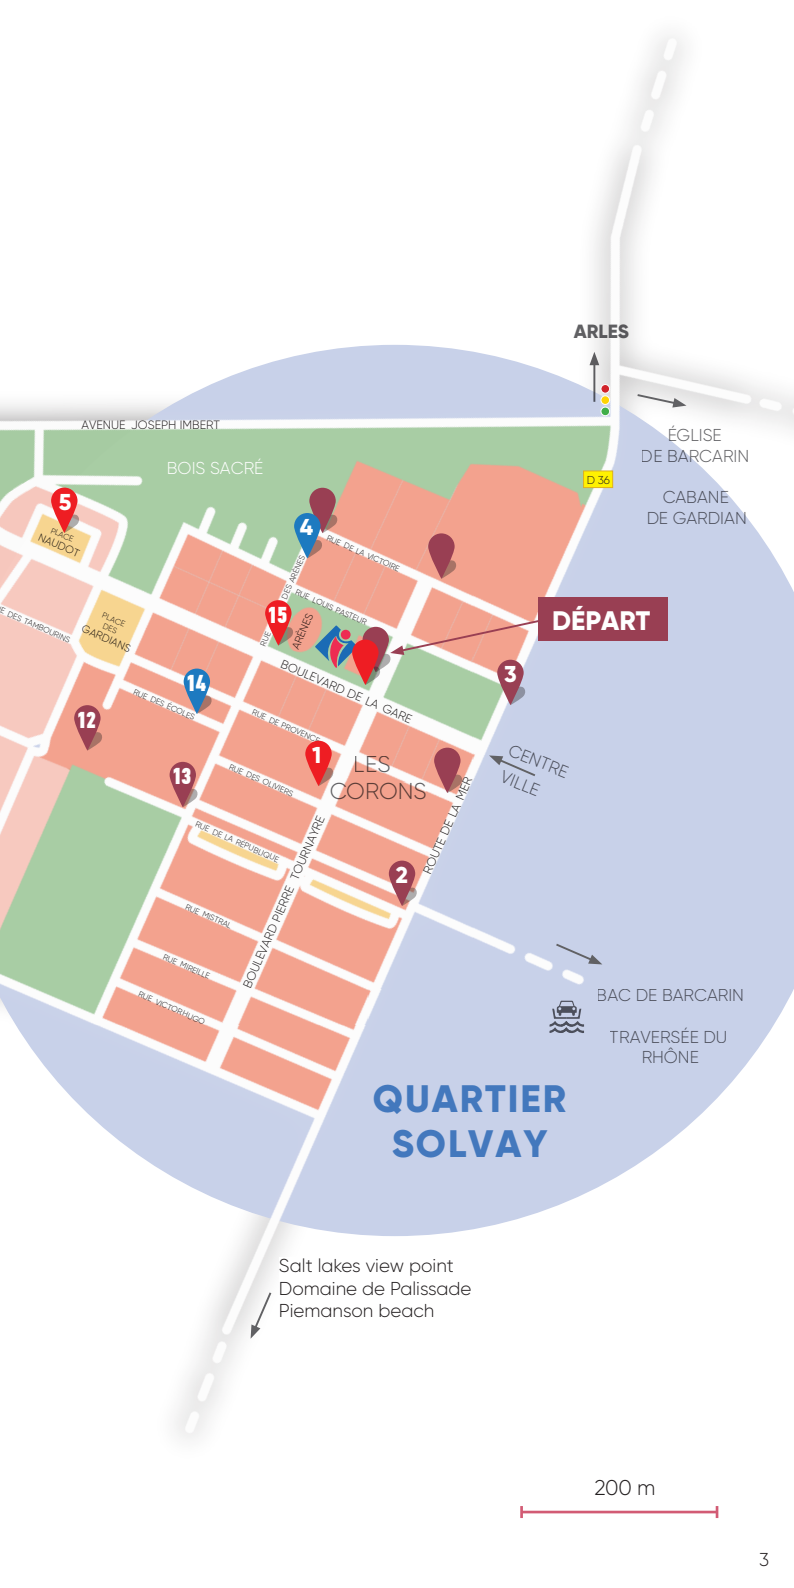 ARLES
ÉGLISE
DE BARCARIN
CABANE
DE GARDIAN
AVENUE JOSEPH IMBERT
BOIS SACRÉ
D 36
5
PLACE
NAUDOT
4
RUE DE LA VICTOIRE
RUE DES ARÈNES
RUE LOUIS PASTEUR
15
ARÈNES
DÉPART
PLACE
DES
GARDIANS
E DES TAMBOURINS
BOULEVARD DE LA GARE
3
14
RUE DES ÉCOLES
RUE DE PROVENCE
12
13
1
LES
CORONS
CENTRE
VILLE
RUE DES OLIVIERS
ROUTE DE LA MER
RUE DE LA RÉPUBLIQUE
BOULEVARD PIERRE TOURNAYRE
2
RUE MISTRAL
RUE MIREILLE
RUE VICTOR HUGO
BAC DE BARCARIN
TRAVERSÉE DU
RHÔNE
QUARTIER
SOLVAY
Salt lakes view point
Domaine de Palissade
Piemanson beach
200 m
3